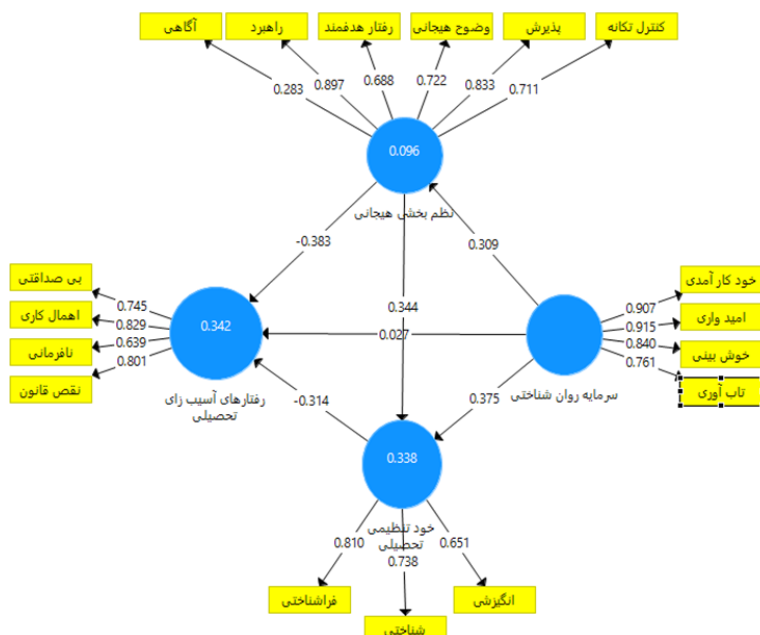 آگاهی
راهبرد
رفتار هدفمند
وضوح هیجانی
پذیرش
کنترل تکانه
0.283
0.897
0.688
0.722
0.833
0.711
0.096
نظم بخشی هیجانی
-0.383
0.309
بی صداقتی
اهمال کاری
نافرمانی
نقص قانون
0.745
0.829
0.639
0.801
0.342
رفتارهای آسیب زای
تحصیلی
0.344
0.027
خود کار آمدی
امید واری
خوش بینی
تاب آوری
0.907
0.915
0.840
0.761
سرمایه روان شناختی
-0.314
0.375
0.338
خود تنظیمی
تحصیلی
0.810
0.738
0.651
فراشناختی
شناختی
انگیزشی